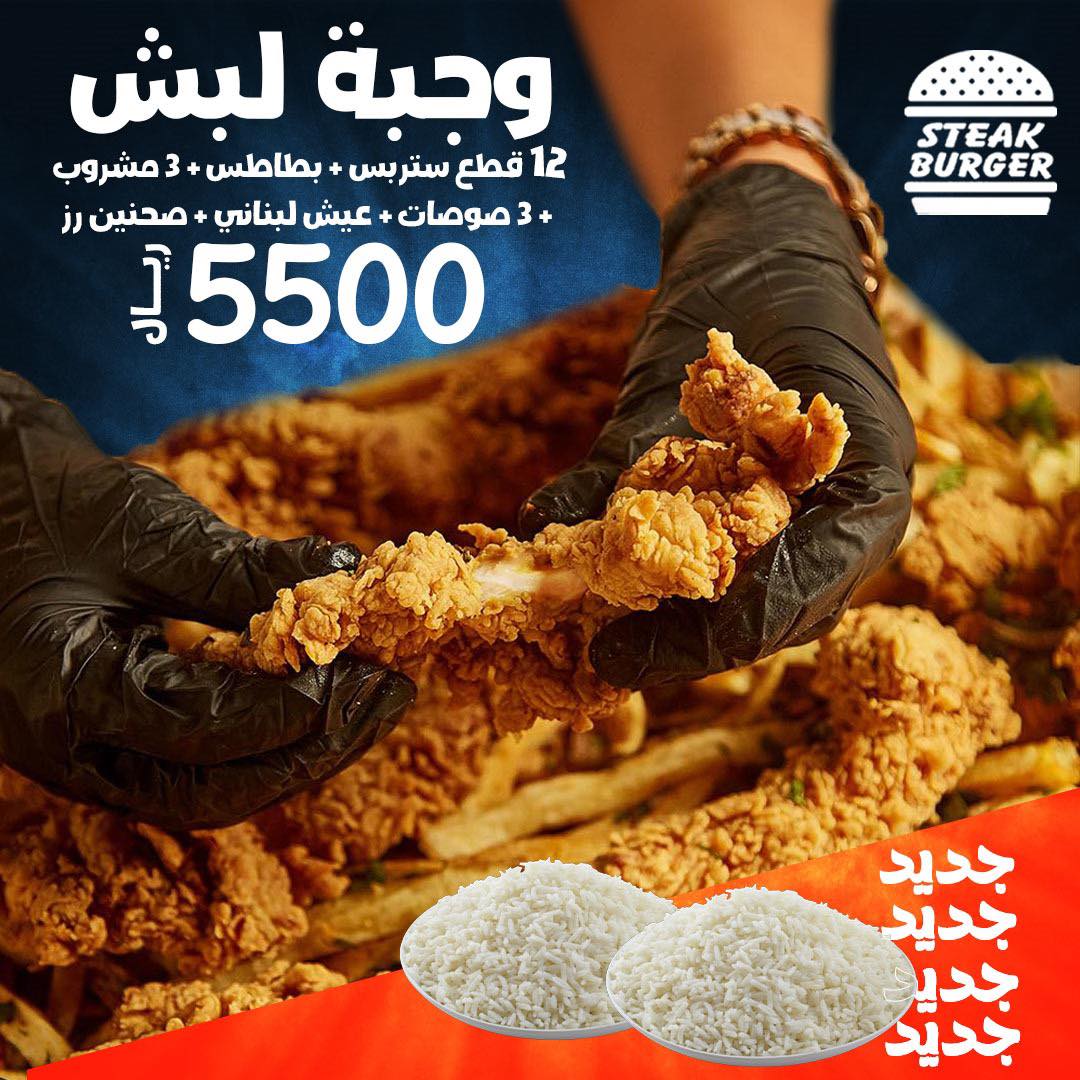 وجبة لبش
12 قطع ستربس + بطاطس + 3 مشروب
+ 3 صوصات + عيش لبناني + صحنين رز
5500 ريال
STEAK
BURGER
جديد
جديد
جديد
جديد